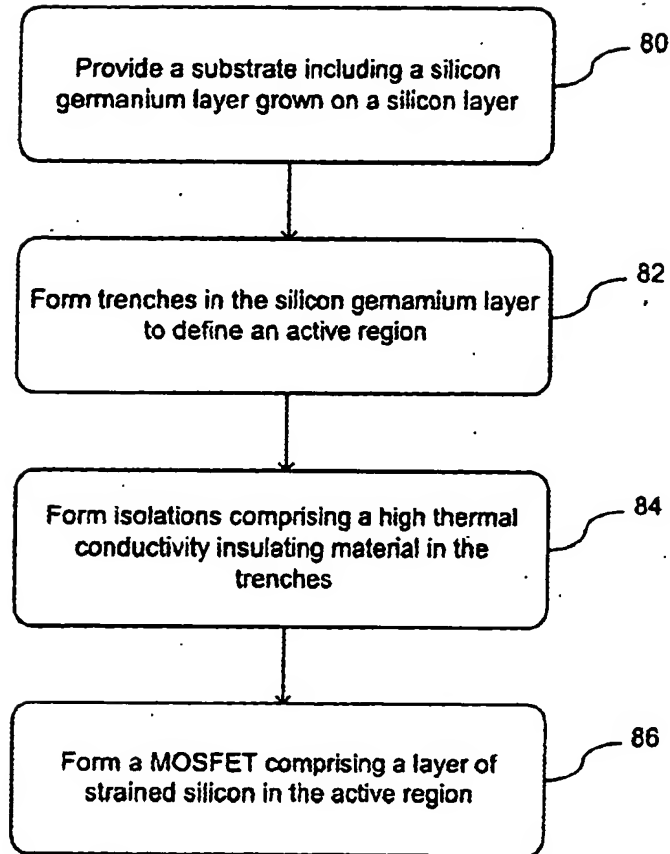 Provide a substrate including a silicon
germanium layer grown on a silicon layer
80
Form trenches in the silicon gemamium layer
to define an active region
82
Form isolations comprising a high thermal
conductivity insulating material in the
trenches
84
Form a MOSFET comprising a layer of
strained silicon in the active region
86